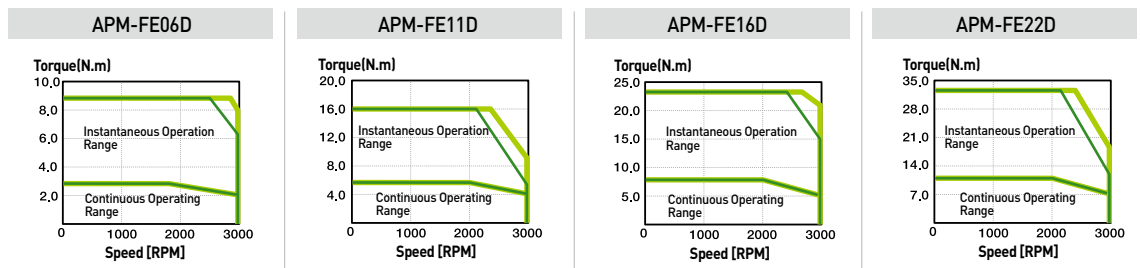 APM-FE06D
Torque(N.m)
10.0
8.0
6.0
4.0
2.0
Instantaneous Operation
Range
Continuous Operating
Range
0 1000 2000 3000
Speed [RPM]
APM-FE11D
Torque(N.m)
20.0
16.0
12.0
8.0
4.0
Instantaneous Operation
Range
Continuous Operating
Range
0 1000 2000 3000
Speed [RPM]
APM-FE16D
Torque(N.m)
25.0
20.0
15.0
10.0
5.0
Instantaneous Operation
Range
Continuous Operating
Range
0 1000 2000 3000
Speed [RPM]
APM-FE22D
Torque(N.m)
35.0
28.0
21.0
14.0
7.0
Instantaneous Operation
Range
Continuous Operating
Range
0 1000 2000 3000
Speed [RPM]